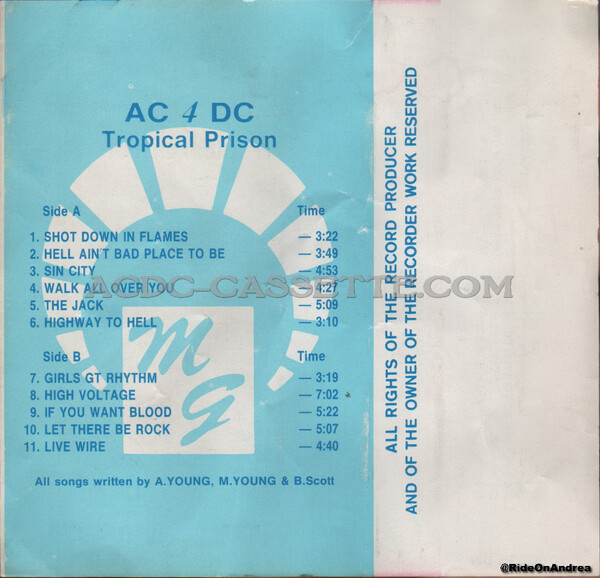 AC 4 DC
Tropical Prison
Side A Time
1. SHOT DOWN IN FLAMES — 3:22
2. HELL AIN'T BAD PLACE TO BE — 3:49
3. SIN CITY — 4:53
4. WALK ALL OVER YOU — 4:27
5. THE JACK — 5:09
6. HIGHWAY TO HELL — 3:10
ACDC-CASSETTE.COM
Side B Time
7. GIRLS GT RHYTHM — 3:19
8. HIGH VOLTAGE — 7:02
9. IF YOU WANT BLOOD — 5:22
10. LET THERE BE ROCK — 5:07
11. LIVE WIRE — 4:40
MG
All songs written by A.YOUNG, M.YOUNG & B.Scott
ALL RIGHTS OF THE RECORD PRODUCER
AND OF THE OWNER OF THE RECORDER WORK RESERVED
@RideOnAndrea